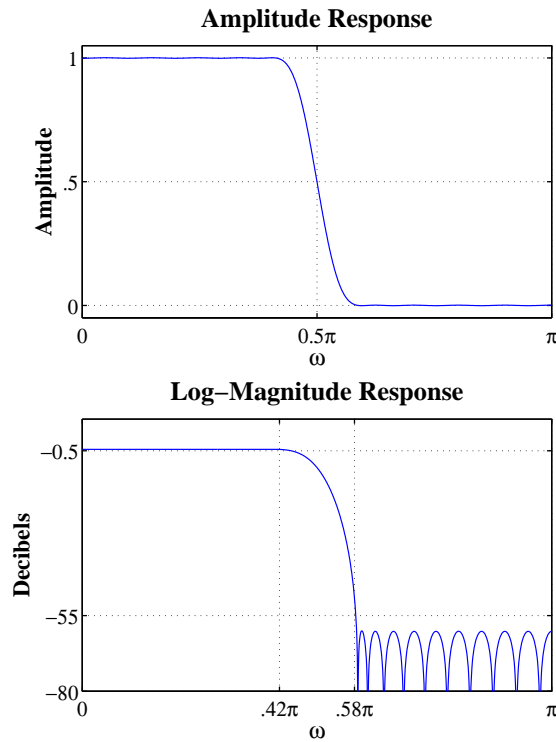 Amplitude Response
Amplitude
1
.5
0
0
0.5π
π
ω
Log−Magnitude Response
Decibels
−0.5
−55
−80
0
.42π
.58π
π
ω